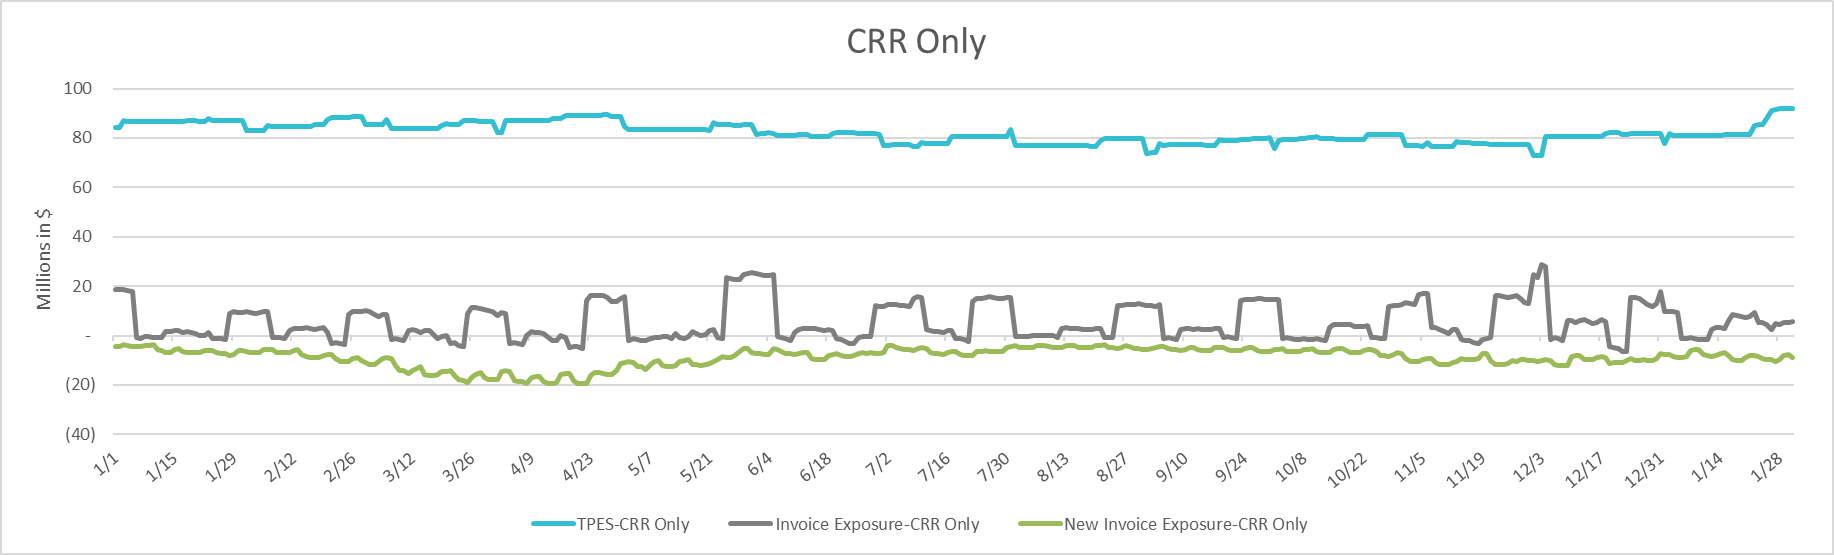 CRR Only
Millions in $
100
80
60
40
20
-
(20)
(40)
1/1 1/15 1/29 2/12 2/26 3/12 3/26 4/9 4/23 5/7 5/21 6/4 6/18 7/2 7/16 7/30 8/13 8/27 9/10 9/24 10/8 10/22 11/5 11/19 12/3 12/17 12/31 1/14 1/28
TPES-CRR Only Invoice Exposure-CRR Only New Invoice Exposure-CRR Only